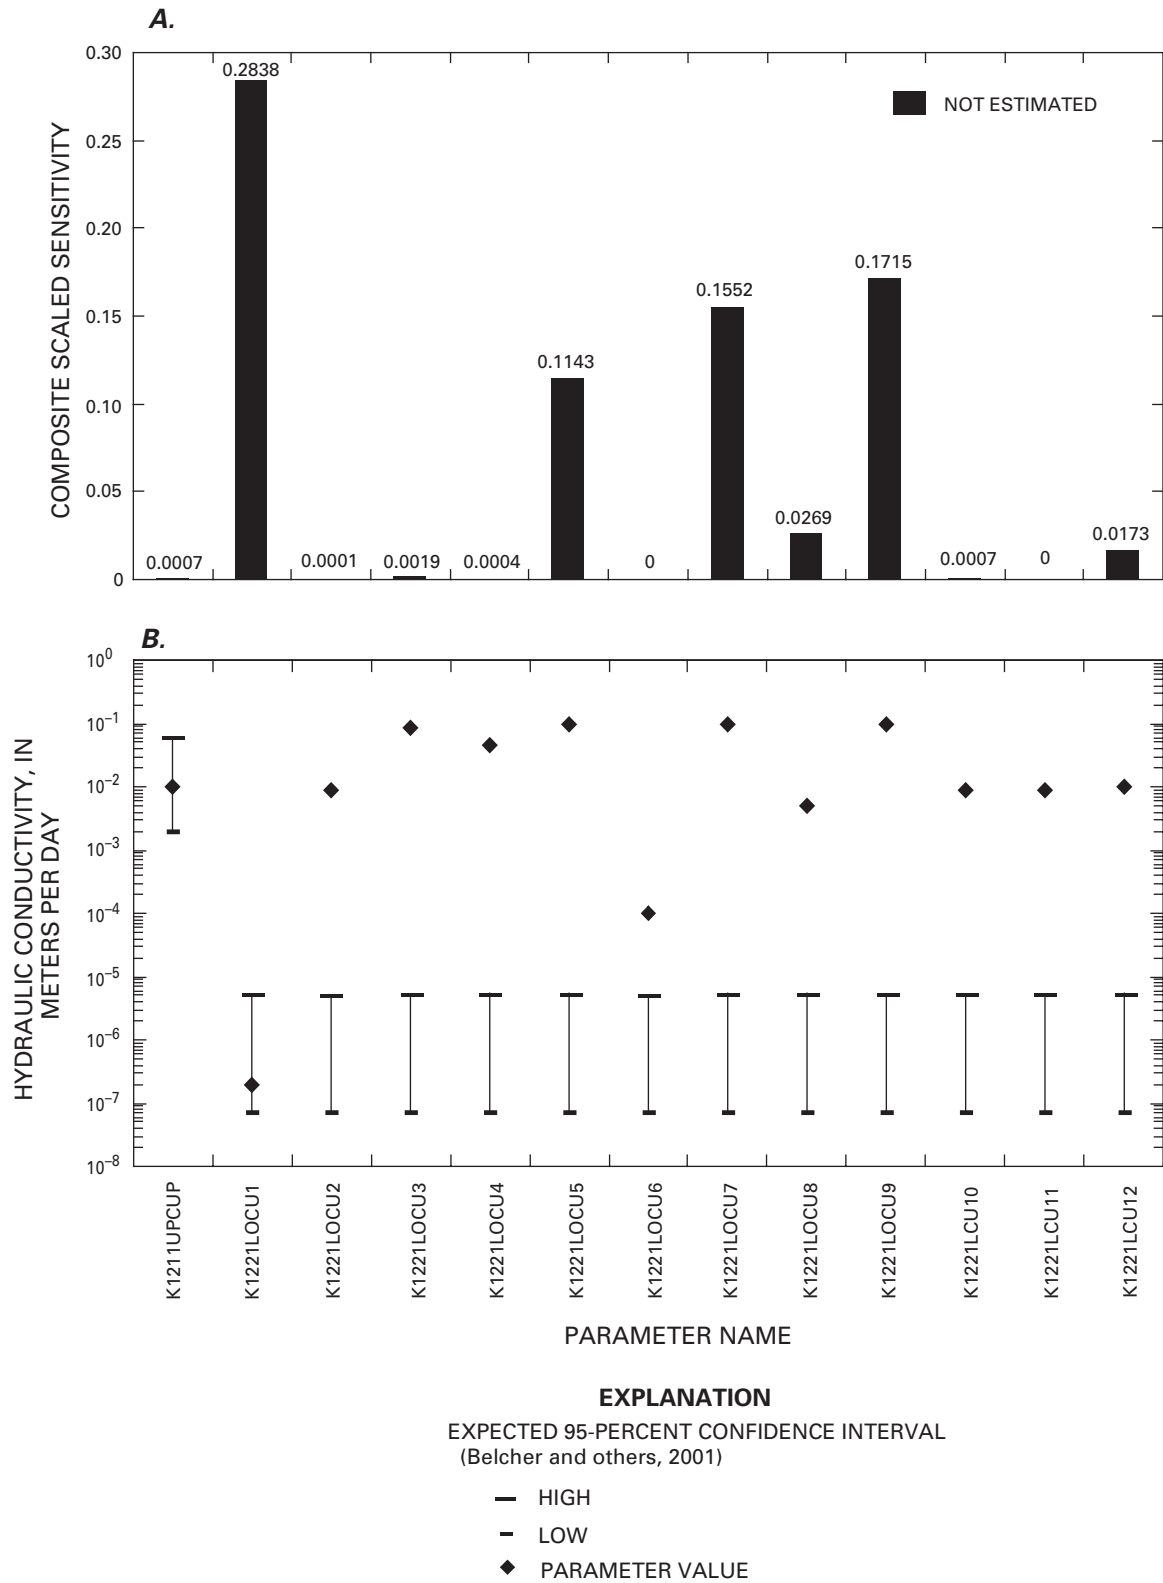 A.
COMPOSITE SCALED SENSITIVITY
0.30
0.25
0.20
0.15
0.10
0.05
0
NOT ESTIMATED
0.0007
0.2838
0.0001
0.0019
0.0004
0.1143
0
0.1552
0.0269
0.1715
0.0007
0
0.0173
B.
HYDRAULIC CONDUCTIVITY, IN
METERS PER DAY
10⁰
10⁻¹
10⁻²
10⁻³
10⁻⁴
10⁻⁵
10⁻⁶
10⁻⁷
10⁻⁸
K1211UPCUP
K1221LOCU1
K1221LOCU2
K1221LOCU3
K1221LOCU4
K1221LOCU5
K1221LOCU6
K1221LOCU7
K1221LOCU8
K1221LOCU9
K1221LCU10
K1221LCU11
K1221LCU12
PARAMETER NAME
EXPLANATION
EXPECTED 95-PERCENT CONFIDENCE INTERVAL
(Belcher and others, 2001)
HIGH
LOW
PARAMETER VALUE